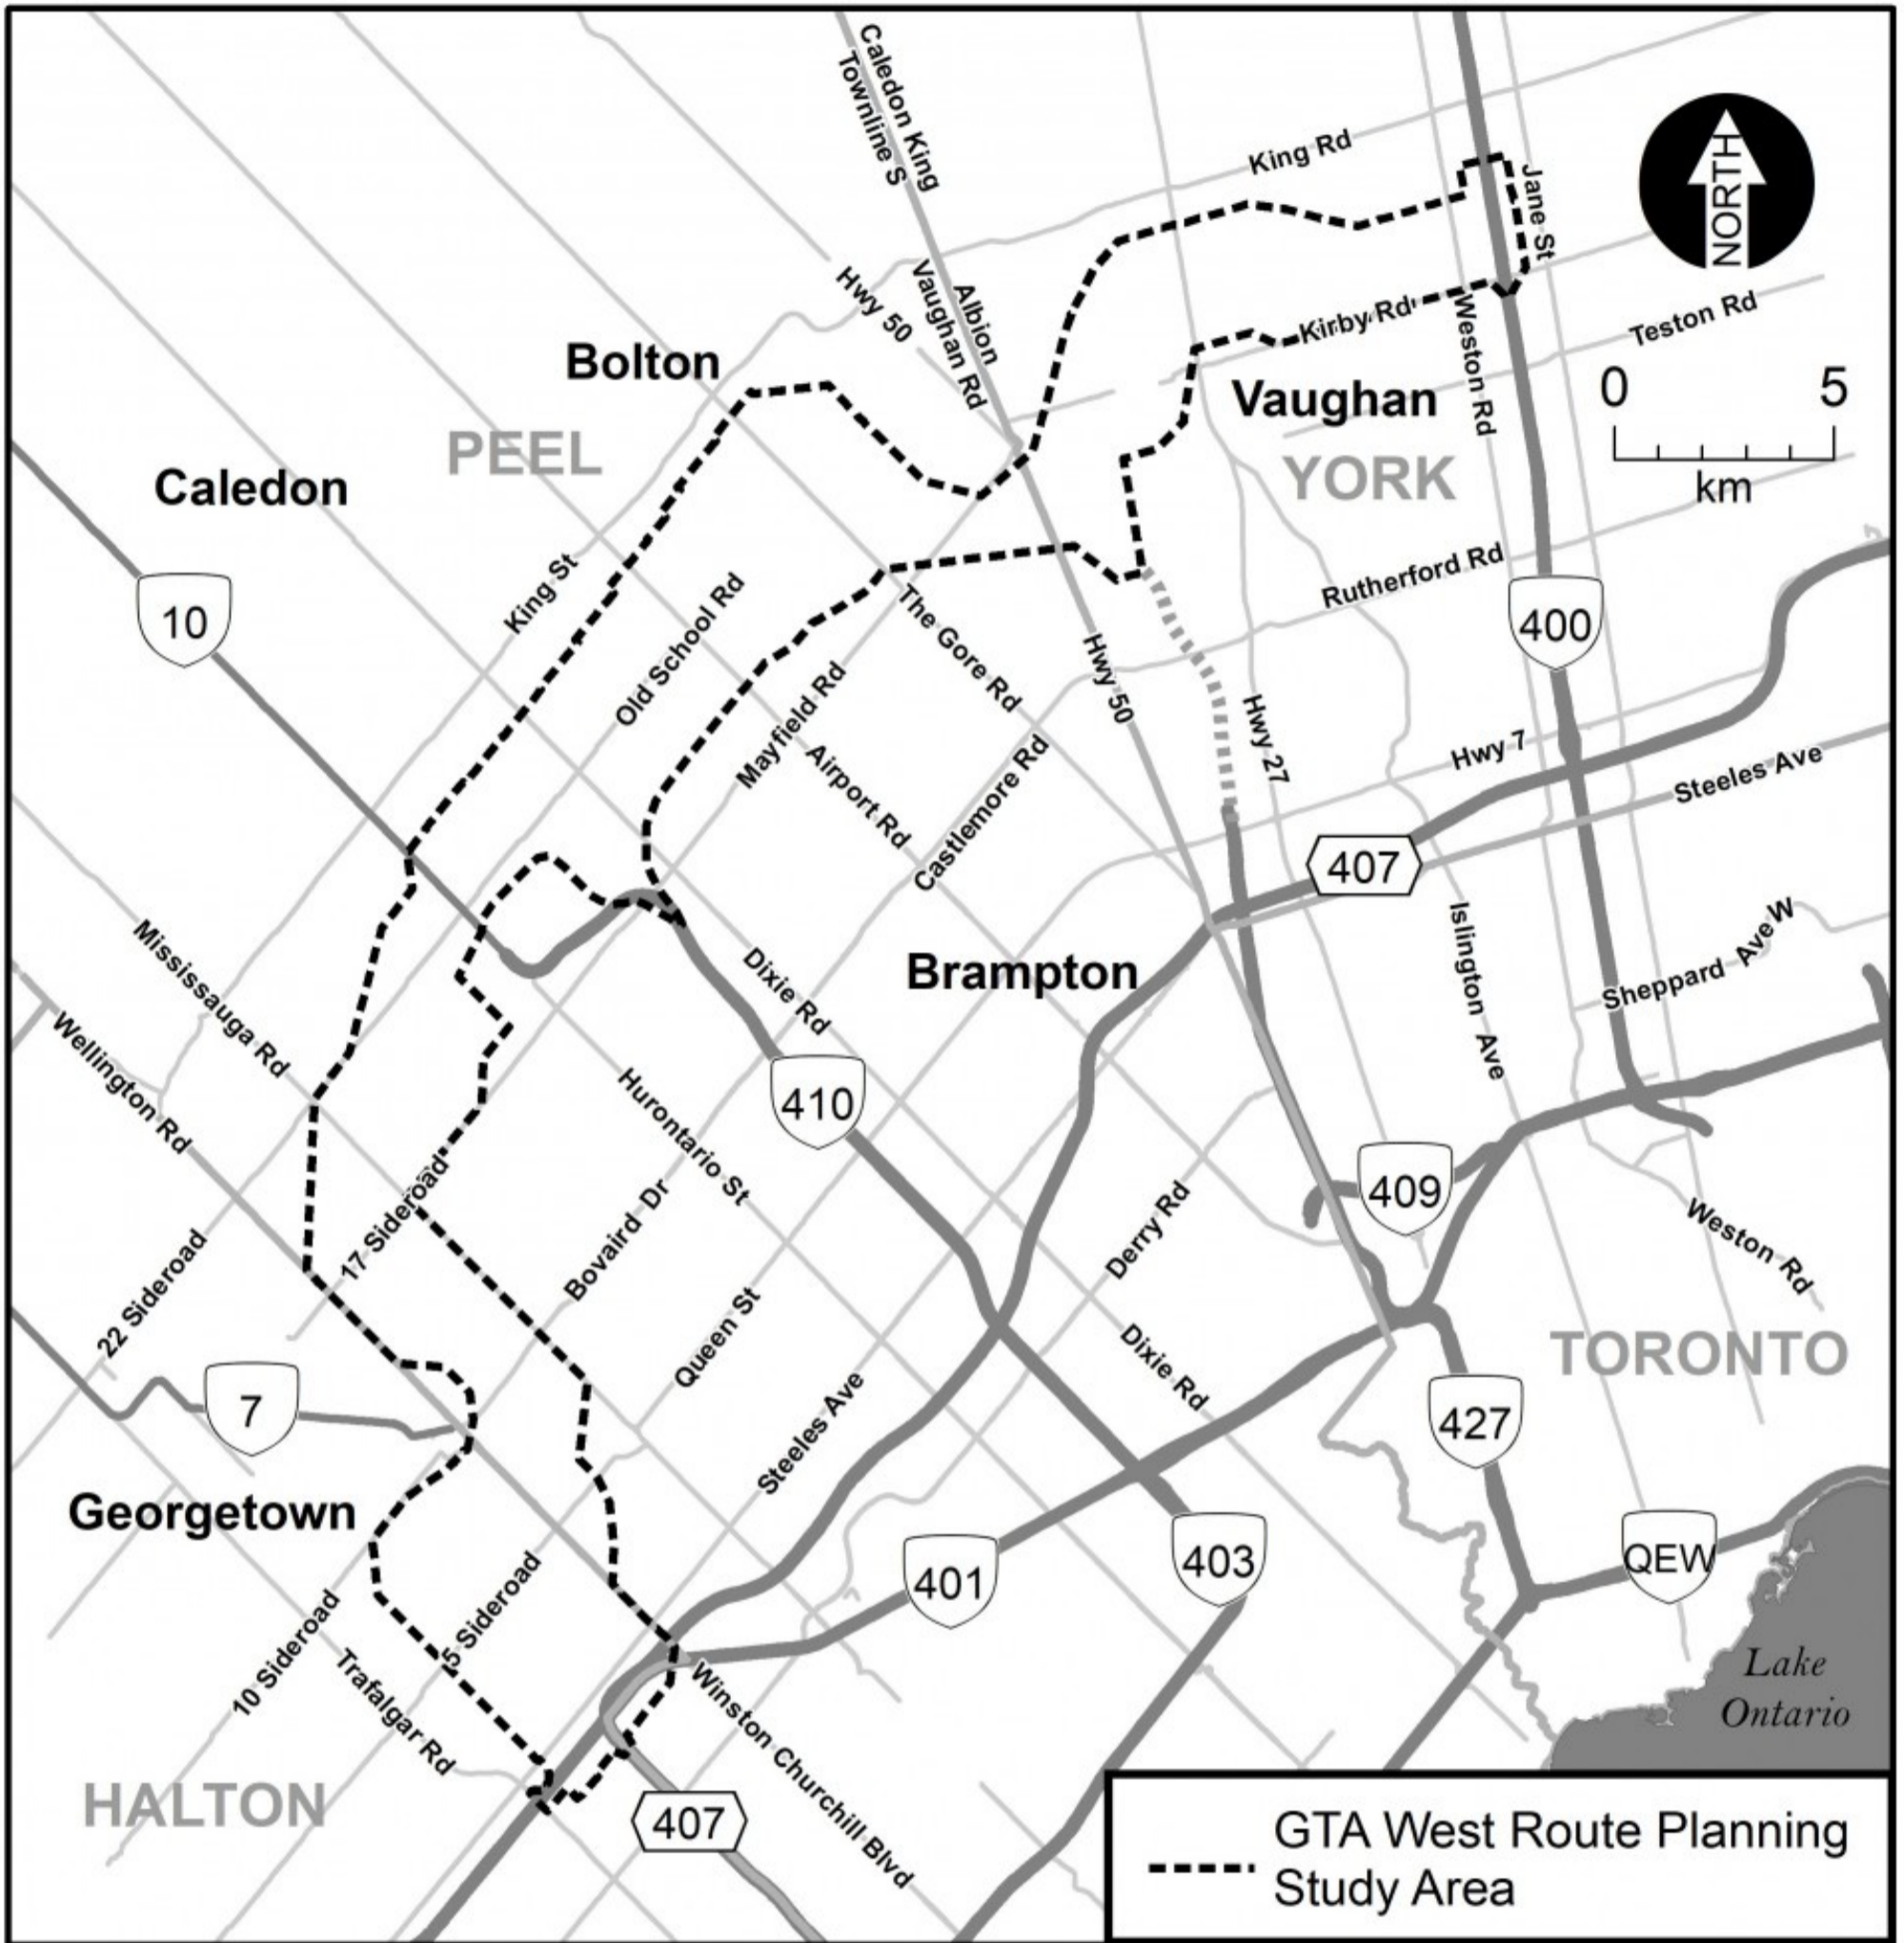 Caledon King
Townline S
King Rd
Jane St
NORTH
Hwy 50
Albion
Vaughan Rd
Kirby Rd
Weston Rd
Teston Rd
Bolton
Vaughan
0 5
km
PEEL
YORK
Caledon
10
King St
Old School Rd
The Gore Rd
Rutherford Rd
400
Mayfield Rd
Hwy 50
Hwy 27
Airport Rd
Castlemore Rd
Hwy 7
Steeles Ave
407
Mississauga Rd
Dixie Rd
Brampton
Islington Ave
Sheppard Ave W
Wellington Rd
410
Hurontario St
17 Sideroad
Bovaird Dr
Derry Rd
409
Weston Rd
22 Sideroad
Queen St
Dixie Rd
TORONTO
7
Steeles Ave
427
Georgetown
401
403
QEW
10 Sideroad
5 Sideroad
Trafalgar Rd
Winston Churchill Blvd
Lake
Ontario
HALTON
407
GTA West Route Planning
Study Area